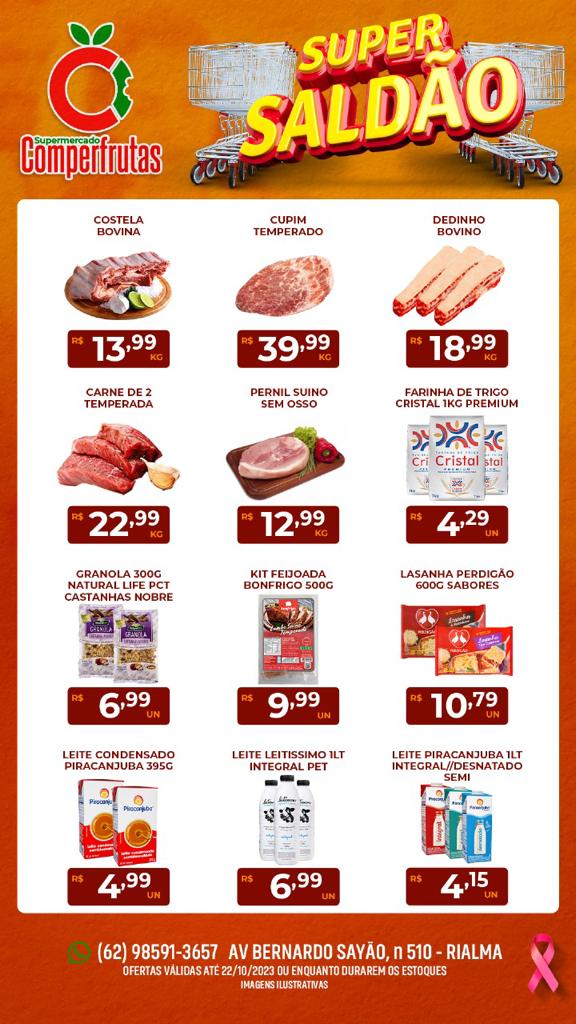 Supermercado
Comperfrutas
SUPER
SALDÃO
COSTELA
BOVINA
R$ 13,99 KG
CUPIM
TEMPERADO
R$ 39,99 KG
DEDINHO
BOVINO
R$ 18,99 KG
CARNE DE 2
TEMPERADA
R$ 22,99 KG
PERNIL SUINO
SEM OSSO
R$ 12,99 KG
FARINHA DE TRIGO
CRISTAL 1KG PREMIUM
Cristal
PREMIUM
R$ 4,29 UN
GRANOLA 300G
NATURAL LIFE PCT
CASTANHAS NOBRE
GRANOLA
R$ 6,99 UN
KIT FEIJOADA
BONFRIGO 500G
R$ 9,99 UN
LASANHA PERDIGÃO
600G SABORES
PERDIGÃO
R$ 10,79 UN
LEITE CONDENSADO
PIRACANJUBA 395G
Piracanjuba
R$ 4,99 UN
LEITE LEITISSIMO 1LT
INTEGRAL PET
R$ 6,99 UN
LEITE PIRACANJUBA 1LT
INTEGRAL//DESNATADO
SEMI
R$ 4,15 UN
(62) 98591-3657 AV BERNARDO SAYÃO, n 510 - RIALMA
OFERTAS VÁLIDAS ATÉ 22/10/2023 OU ENQUANTO DURAREM OS ESTOQUES
IMAGENS ILUSTRATIVAS